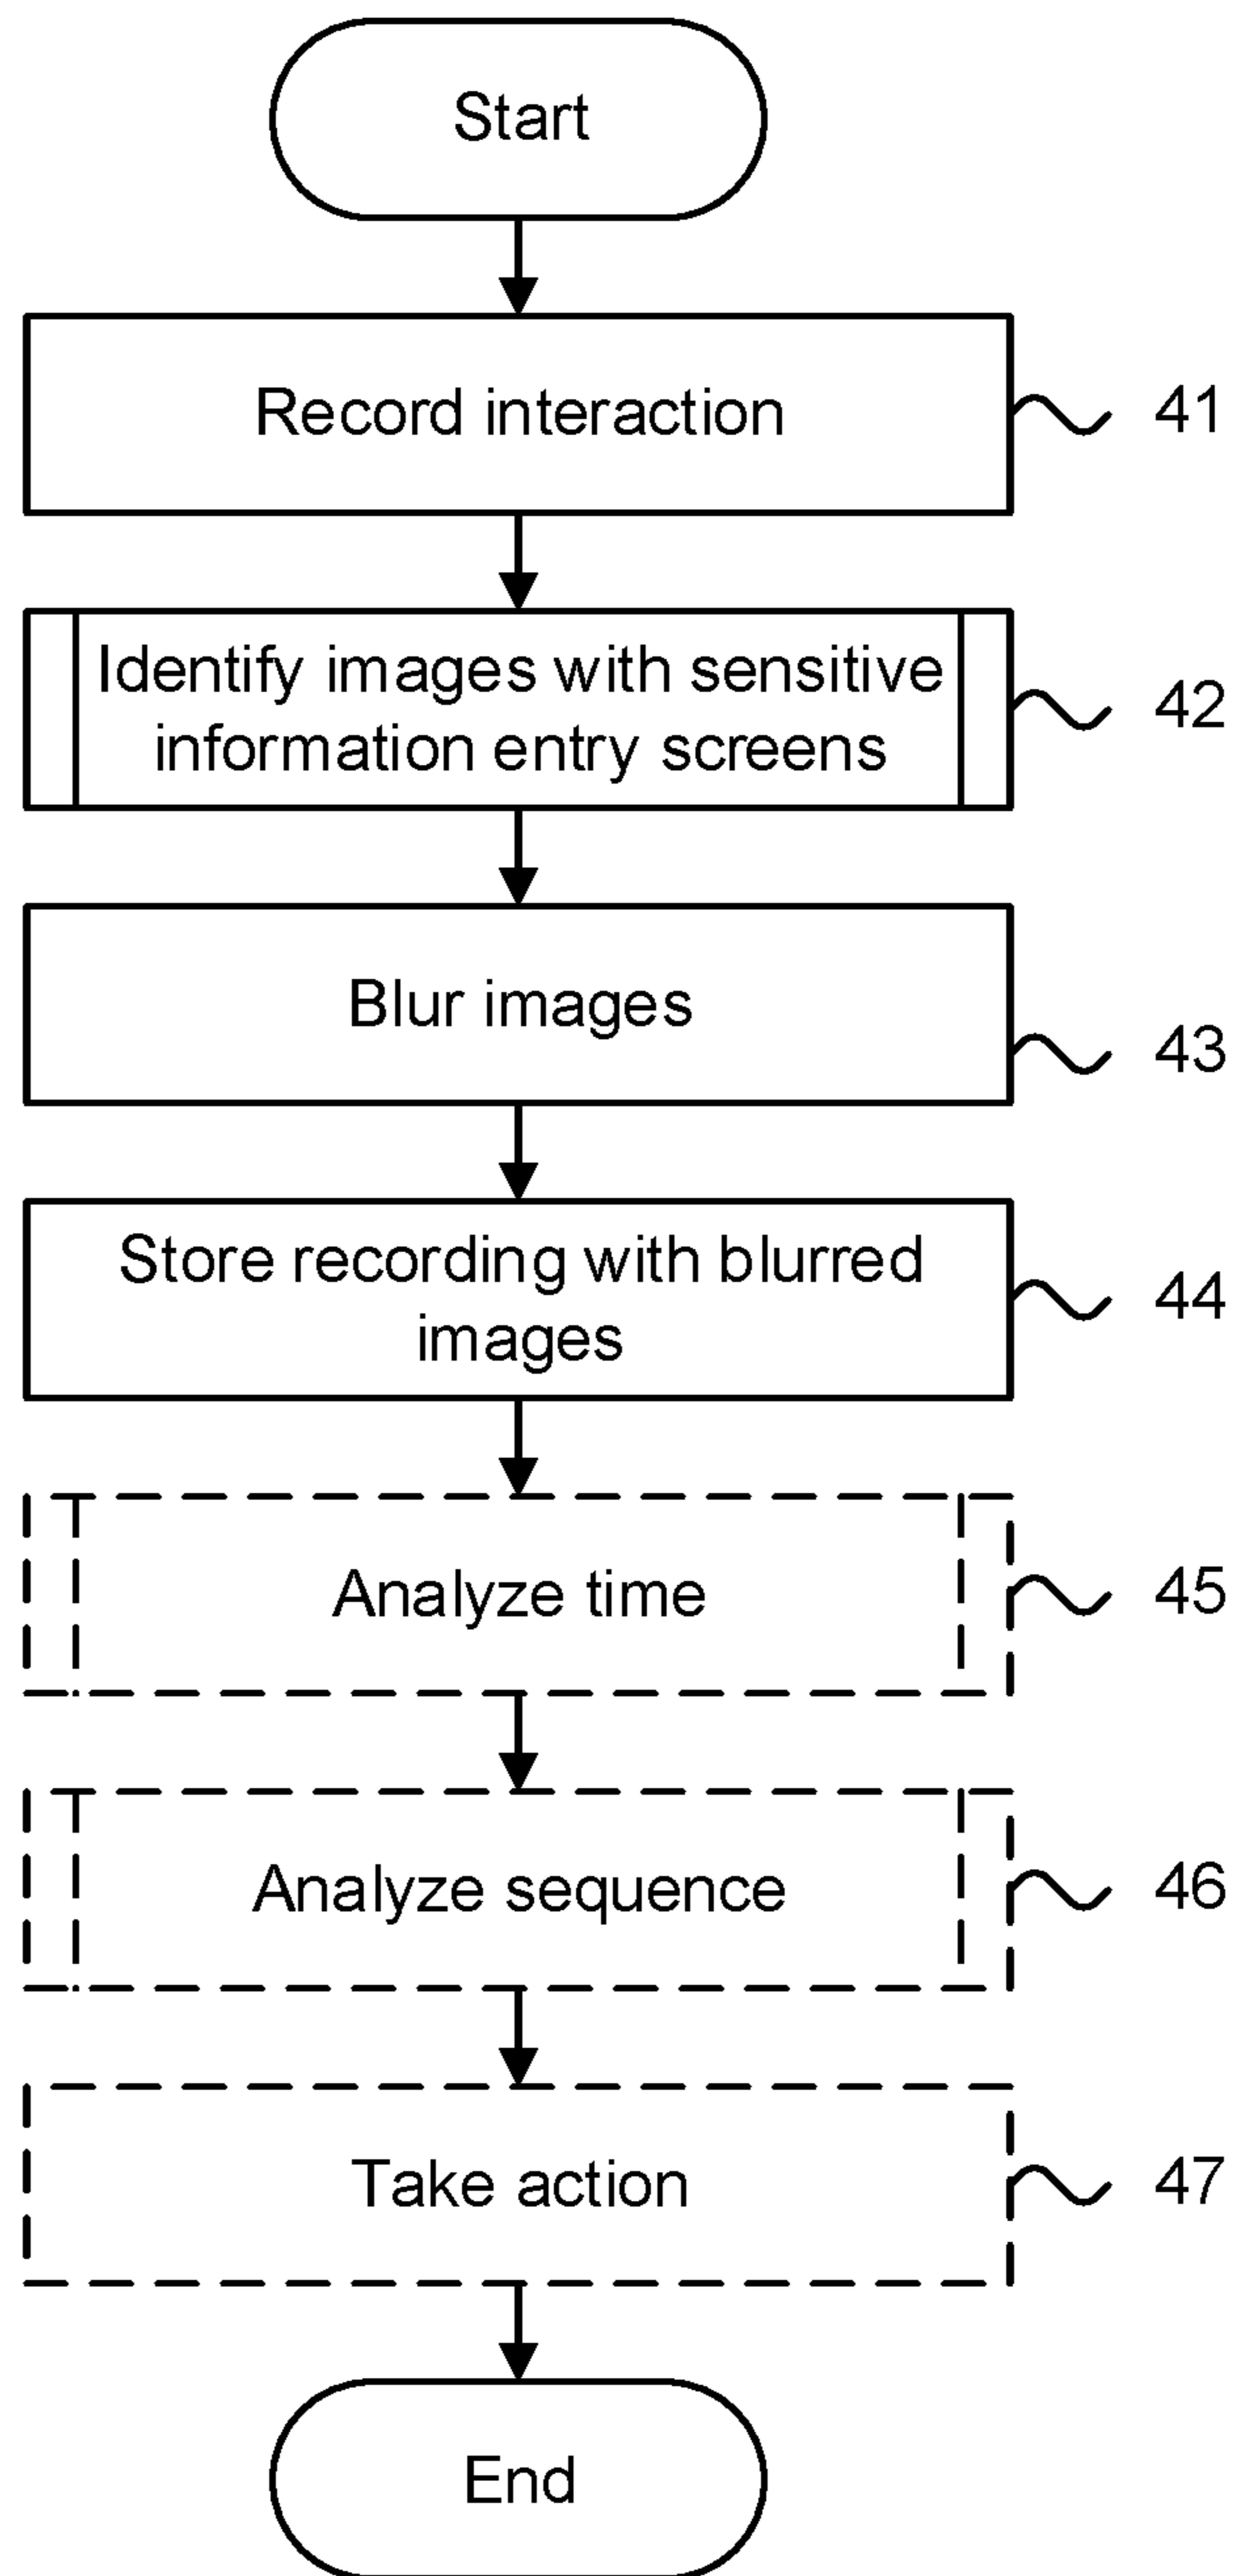 Start
Record interaction
41
Identify images with sensitive
information entry screens
42
Blur images
43
Store recording with blurred
images
44
Analyze time
45
Analyze sequence
46
Take action
47
End